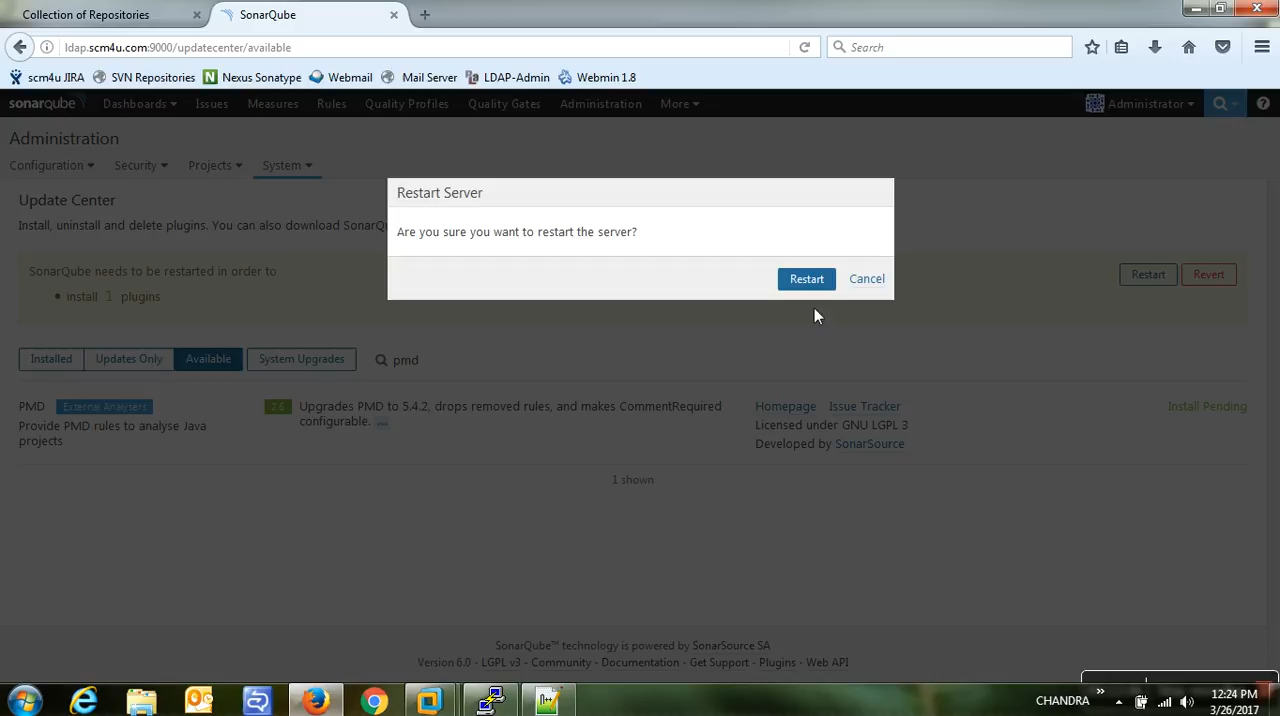 Collection of Repositories
SonarQube
ldap.scm4u.com:9000/updatecenter/available
Search
scm4u JIRA SVN Repositories Nexus Sonatype Webmail Mail Server LDAP-Admin Webmin 1.8
sonarqube Dashboards Issues Measures Rules Quality Profiles Quality Gates Administration More Administrator
Administration
Configuration Security Projects System
Update Center
Install, uninstall and delete plugins. You can also download SonarQu
Restart Server
Are you sure you want to restart the server?
Restart Cancel
SonarQube needs to be restarted in order to
• install 1 plugins
Restart Revert
Installed Updates Only Available System Upgrades pmd
PMD External Analysers
Provide PMD rules to analyse Java
projects
2.6
Upgrades PMD to 5.4.2, drops removed rules, and makes CommentRequired
configurable. ...
Homepage Issue Tracker
Licensed under GNU LGPL 3
Developed by SonarSource
Install Pending
1 shown
SonarQube™ technology is powered by SonarSource SA
Version 6.0 - LGPL v3 - Community - Documentation - Get Support - Plugins - Web API
CHANDRA
12:24 PM
3/26/2017